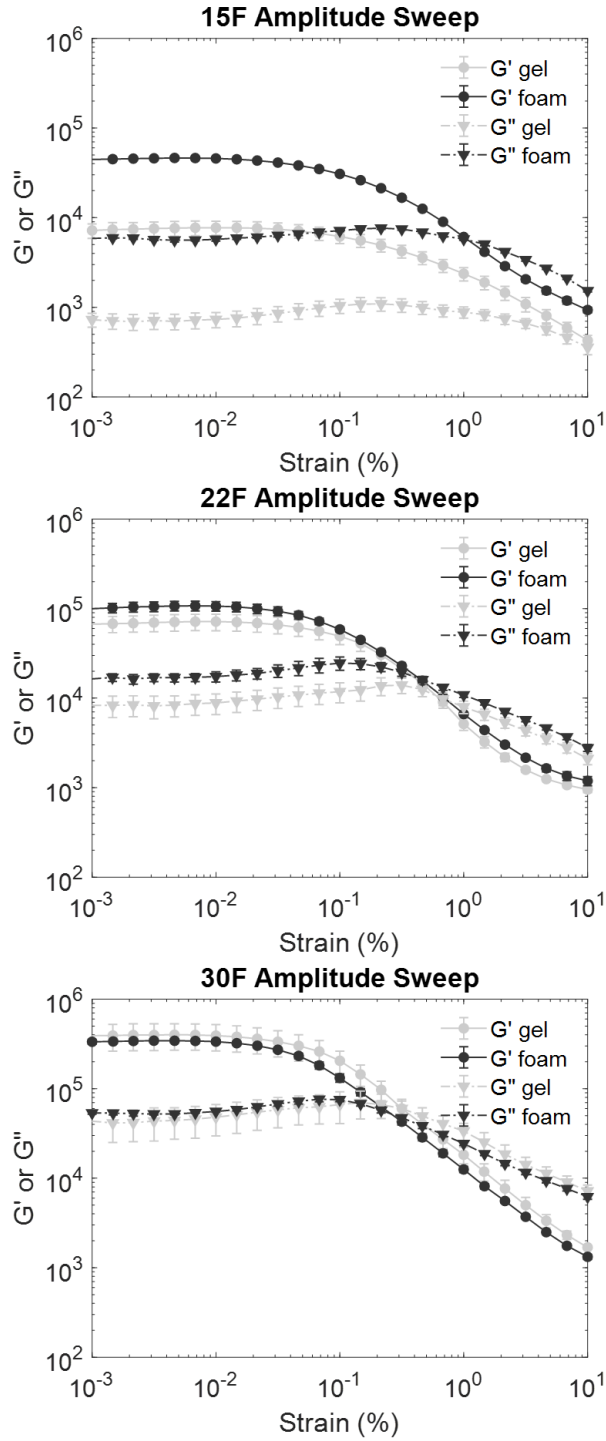 15F Amplitude Sweep
10^6
10^5
10^4
10^3
10^2
G' or G"
G' gel
G' foam
G" gel
G" foam
10^-3
10^-2
10^-1
10^0
10^1
Strain (%)
22F Amplitude Sweep
10^6
10^5
10^4
10^3
10^2
G' or G"
G' gel
G' foam
G" gel
G" foam
10^-3
10^-2
10^-1
10^0
10^1
Strain (%)
30F Amplitude Sweep
10^6
10^5
10^4
10^3
10^2
G' or G"
G' gel
G' foam
G" gel
G" foam
10^-3
10^-2
10^-1
10^0
10^1
Strain (%)